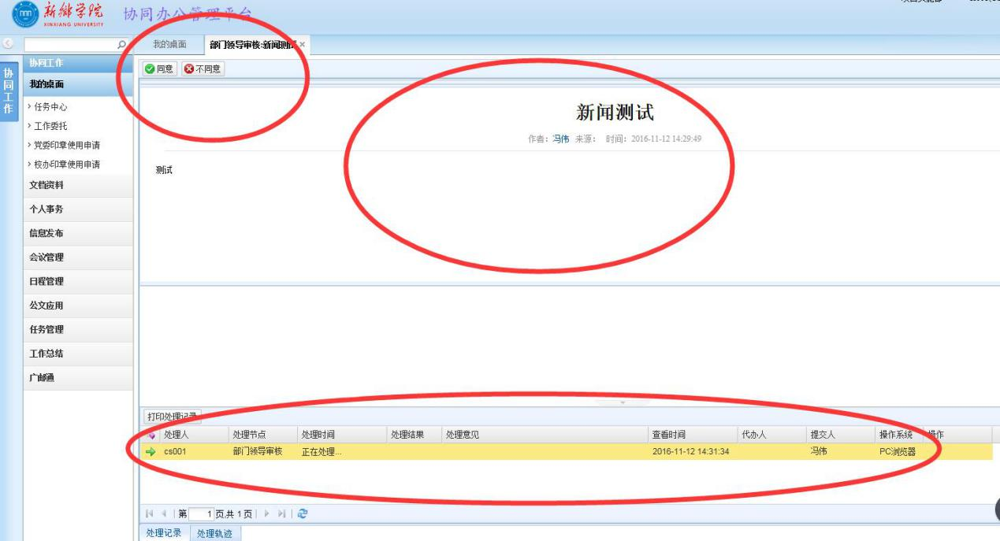 新鄉学院
XINXIANG UNIVERSITY
协同办公管理平台
我的桌面
部门领导审核:新闻测试
协同工作
协同工作
我的桌面
任务中心
工作委托
党委印章使用申请
校办印章使用申请
文档资料
个人事务
信息发布
会议管理
日程管理
公文应用
任务管理
工作总结
广邮通
同意 不同意
新闻测试
作者：冯伟 来源： 时间：2016-11-12 14:29:49
测试
打印处理记录
处理人 处理节点 处理时间 处理结果 处理意见 查看时间 代办人 提交人 操作系统 操作
cs001 部门领导审核 正在处理... 2016-11-12 14:31:34 冯伟 PC浏览器
第 1 页,共 1 页
处理记录 处理轨迹